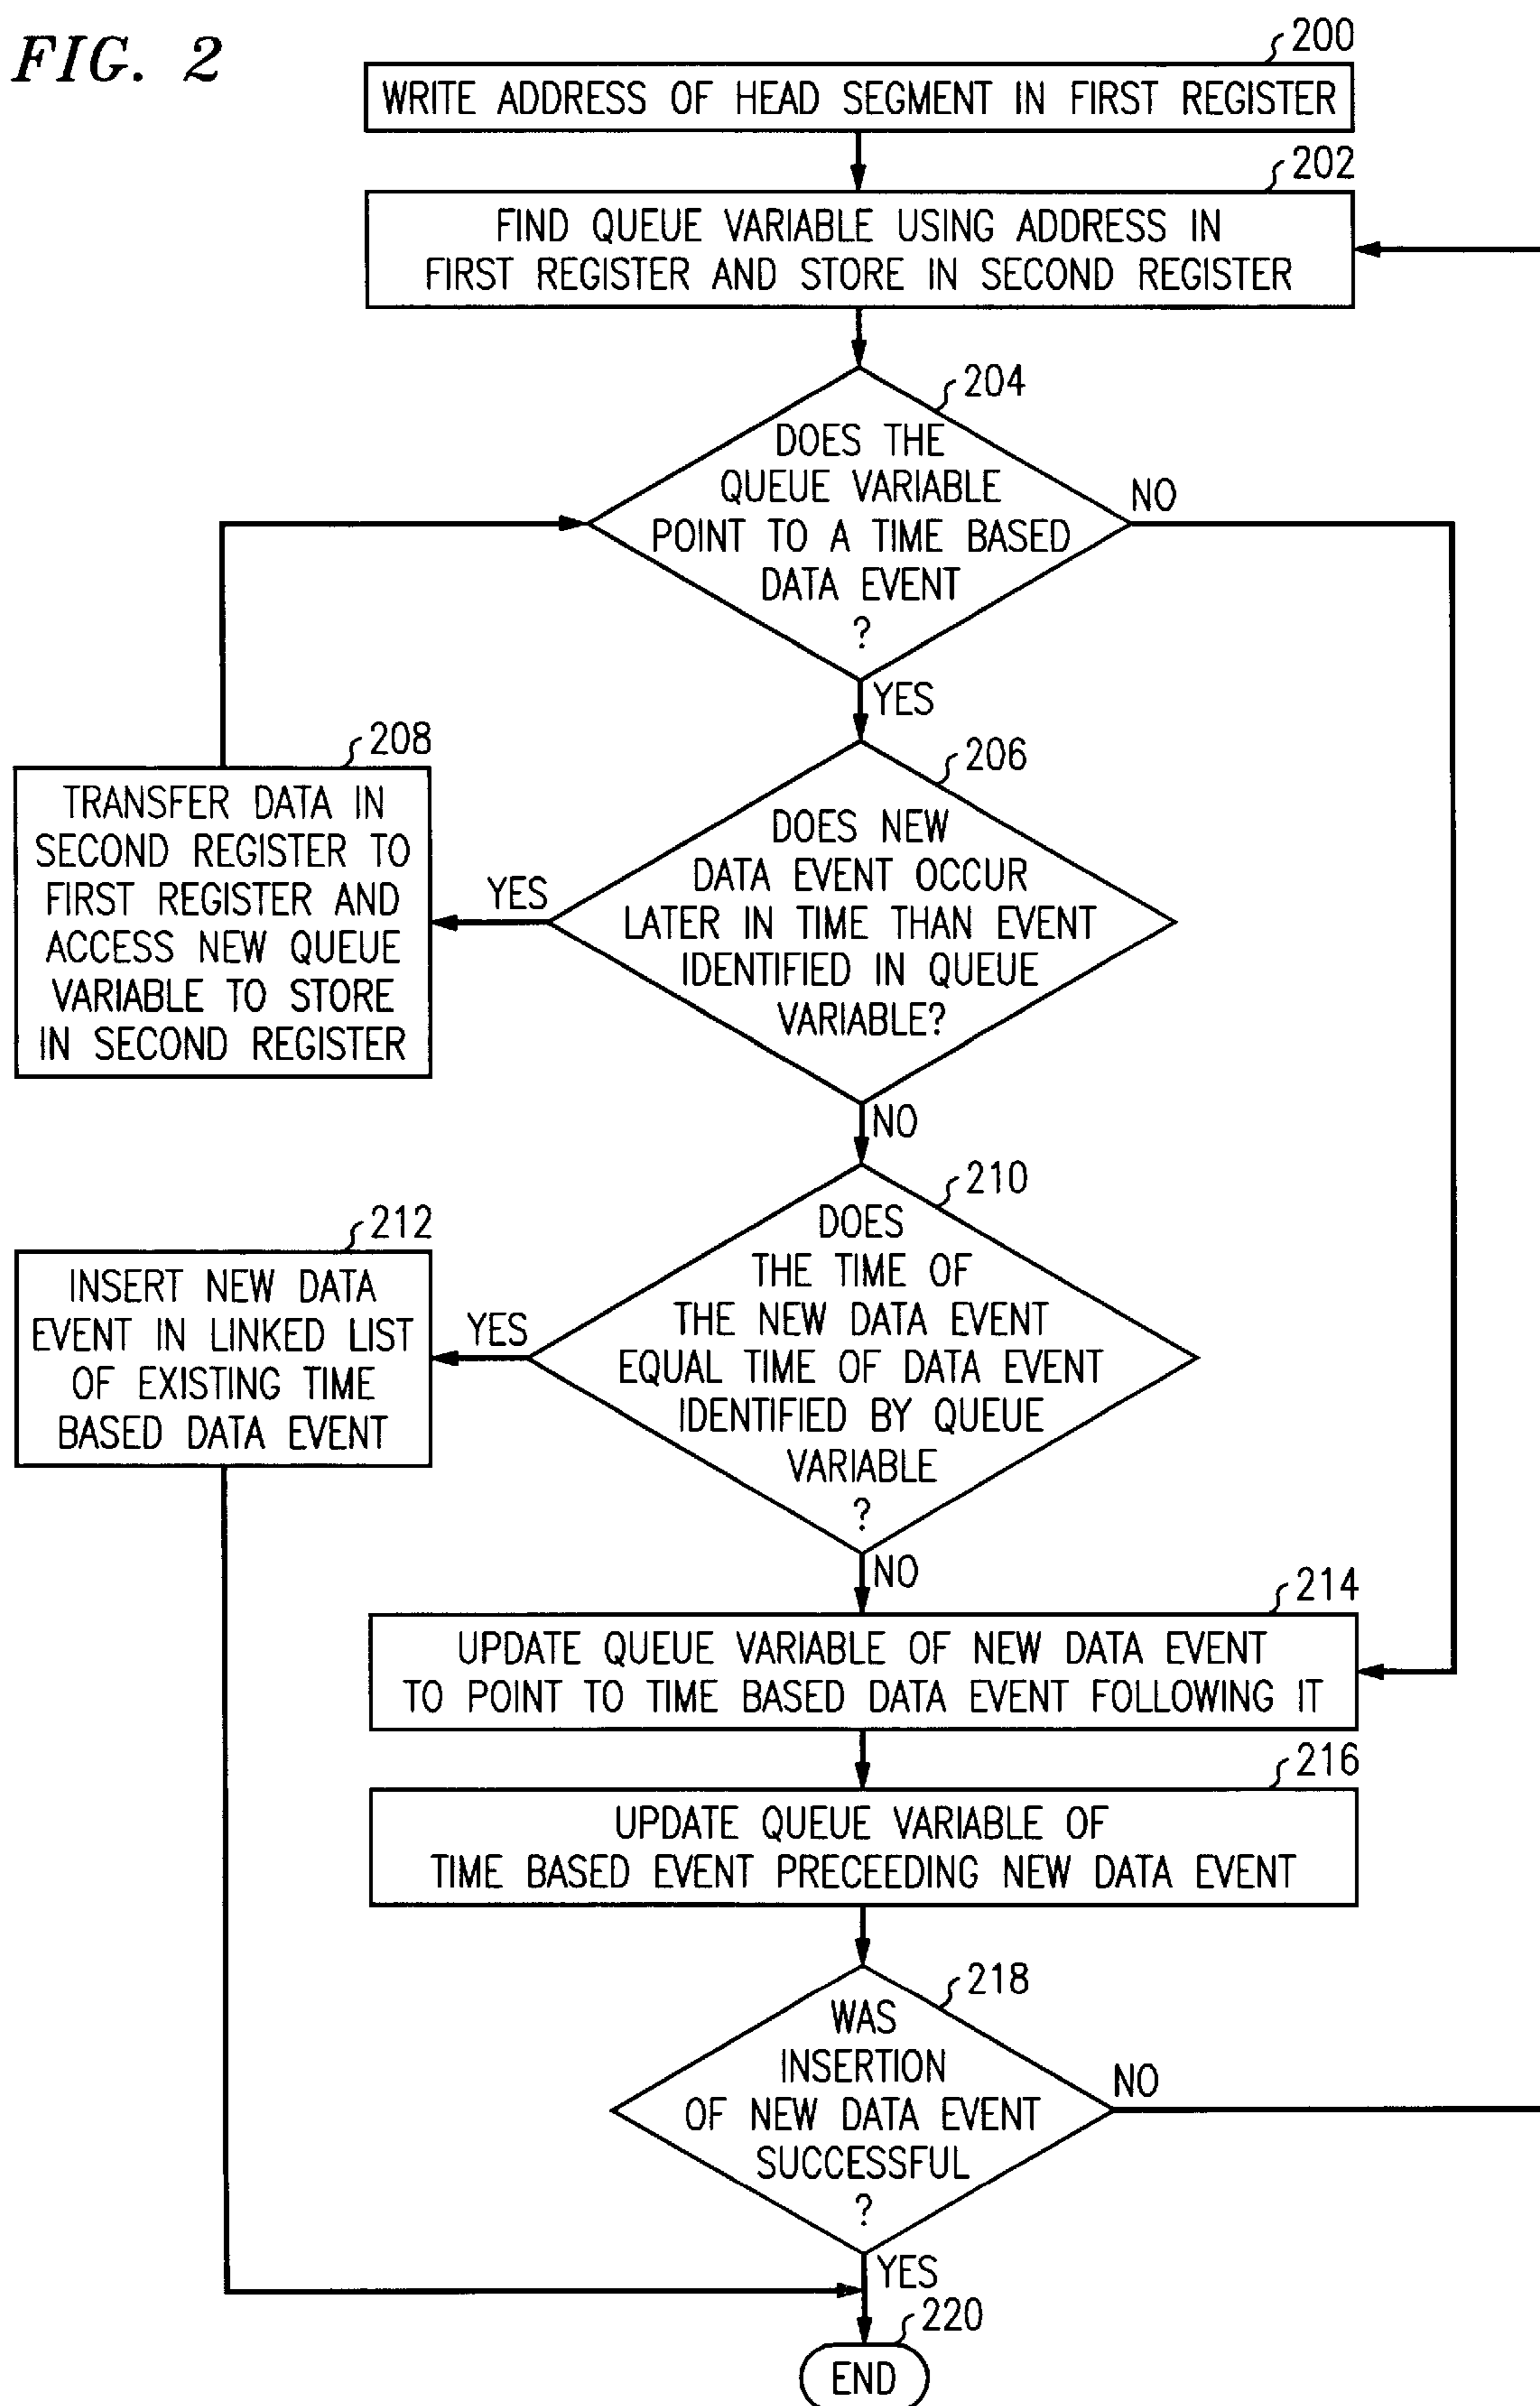 FIG. 2
200
WRITE ADDRESS OF HEAD SEGMENT IN FIRST REGISTER
202
FIND QUEUE VARIABLE USING ADDRESS IN
FIRST REGISTER AND STORE IN SECOND REGISTER
204
DOES THE
QUEUE VARIABLE
POINT TO A TIME BASED
DATA EVENT
?
NO
YES
206
DOES NEW
DATA EVENT OCCUR
LATER IN TIME THAN EVENT
IDENTIFIED IN QUEUE
VARIABLE?
YES
208
TRANSFER DATA IN
SECOND REGISTER TO
FIRST REGISTER AND
ACCESS NEW QUEUE
VARIABLE TO STORE
IN SECOND REGISTER
NO
210
DOES
THE TIME OF
THE NEW DATA EVENT
EQUAL TIME OF DATA EVENT
IDENTIFIED BY QUEUE
VARIABLE
?
YES
212
INSERT NEW DATA
EVENT IN LINKED LIST
OF EXISTING TIME
BASED DATA EVENT
NO
214
UPDATE QUEUE VARIABLE OF NEW DATA EVENT
TO POINT TO TIME BASED DATA EVENT FOLLOWING IT
216
UPDATE QUEUE VARIABLE OF
TIME BASED EVENT PRECEEDING NEW DATA EVENT
218
WAS
INSERTION
OF NEW DATA EVENT
SUCCESSFUL
?
NO
YES
220
END